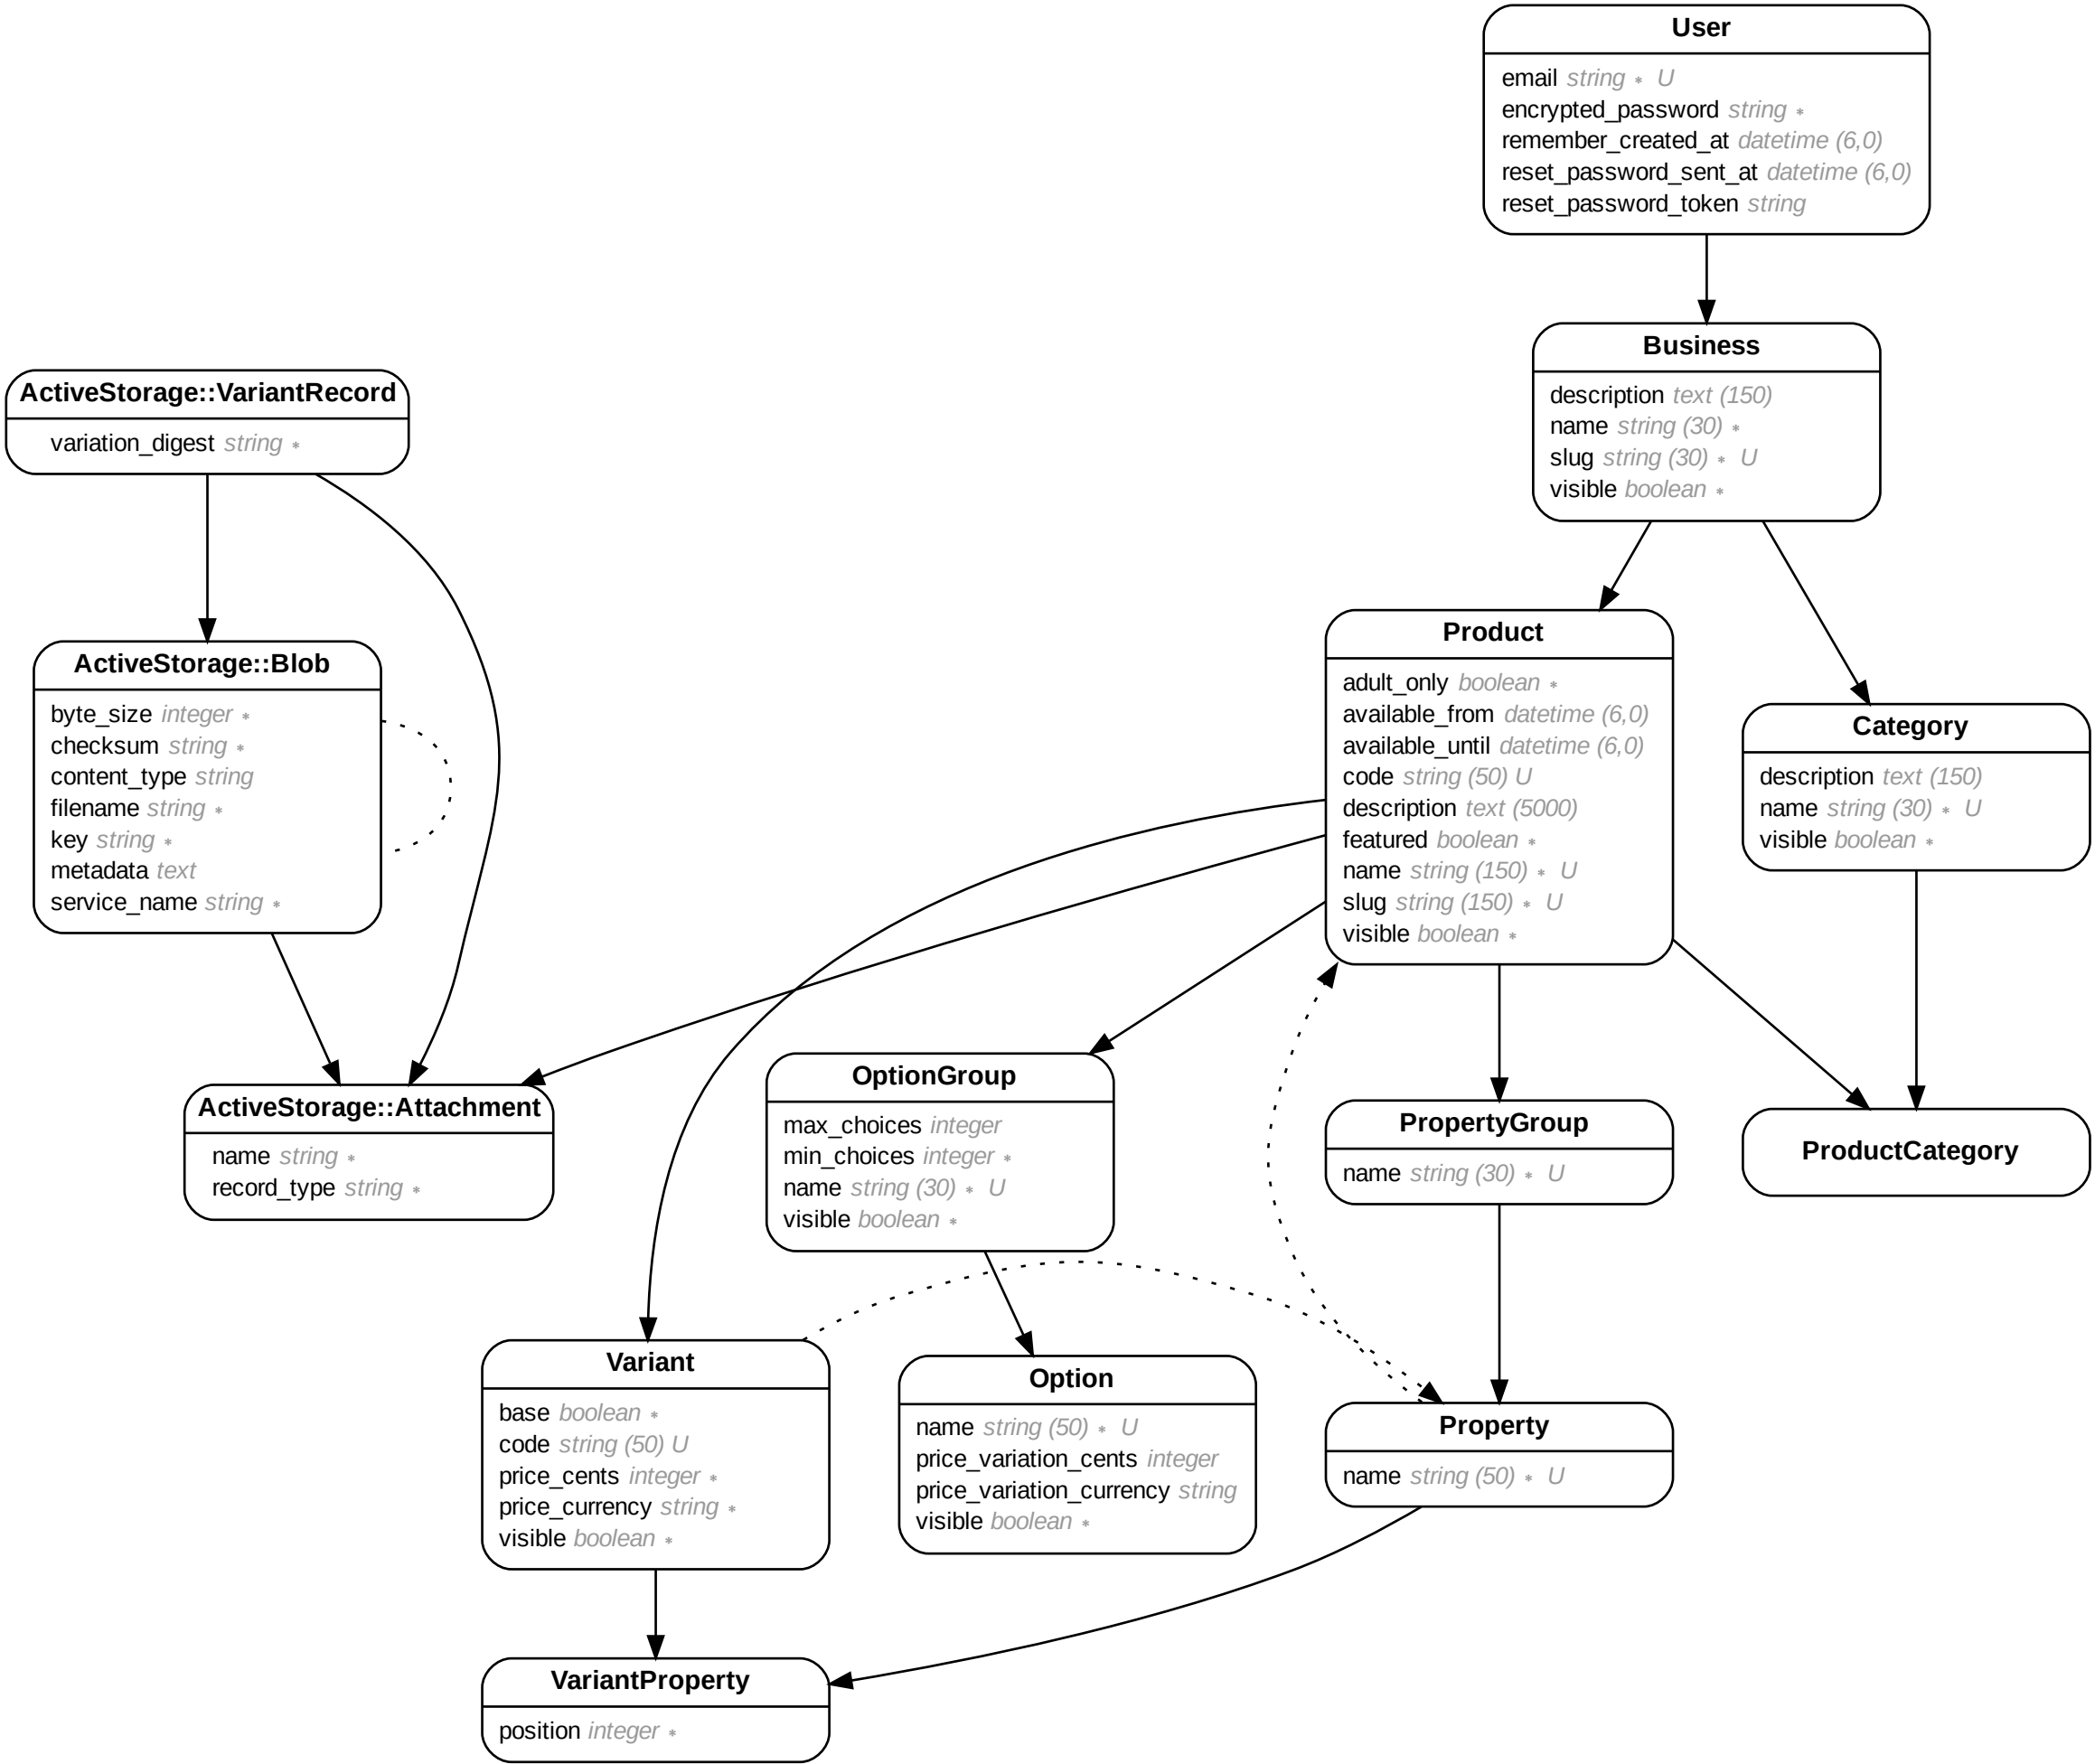 User
email string * U
encrypted_password string *
remember_created_at datetime (6,0)
reset_password_sent_at datetime (6,0)
reset_password_token string
Business
description text (150)
name string (30) *
slug string (30) * U
visible boolean *
ActiveStorage::VariantRecord
variation_digest string *
ActiveStorage::Blob
byte_size integer *
checksum string *
content_type string
filename string *
key string *
metadata text
service_name string *
Product
adult_only boolean *
available_from datetime (6,0)
available_until datetime (6,0)
code string (50) U
description text (5000)
featured boolean *
name string (150) * U
slug string (150) * U
visible boolean *
Category
description text (150)
name string (30) * U
visible boolean *
ActiveStorage::Attachment
name string *
record_type string *
OptionGroup
max_choices integer
min_choices integer *
name string (30) * U
visible boolean *
PropertyGroup
name string (30) * U
ProductCategory
Variant
base boolean *
code string (50) U
price_cents integer *
price_currency string *
visible boolean *
Option
name string (50) * U
price_variation_cents integer
price_variation_currency string
visible boolean *
Property
name string (50) * U
VariantProperty
position integer *